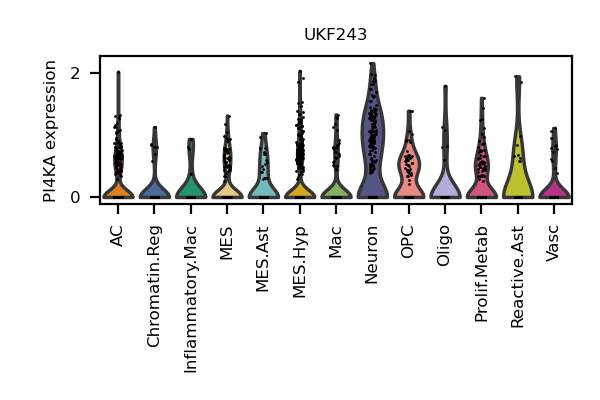 UKF243
PI4KA expression
2
0
AC
Chromatin.Reg
Inflammatory.Mac
MES
MES.Ast
MES.Hyp
Mac
Neuron
OPC
Oligo
Prolif.Metab
Reactive.Ast
Vasc